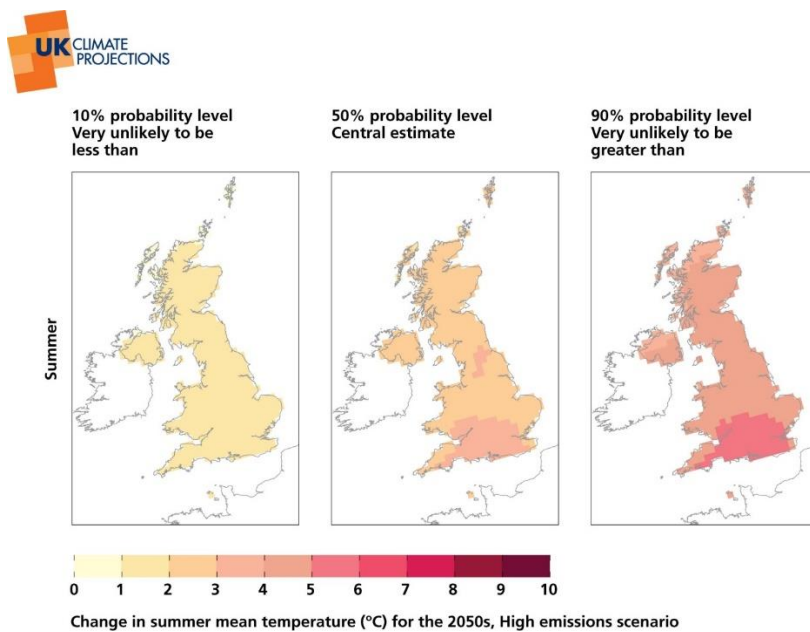 UK CLIMATE
PROJECTIONS
10% probability level
Very unlikely to be
less than
50% probability level
Central estimate
90% probability level
Very unlikely to be
greater than
Summer
0 1 2 3 4 5 6 7 8 9 10
Change in summer mean temperature (ºC) for the 2050s, High emissions scenario